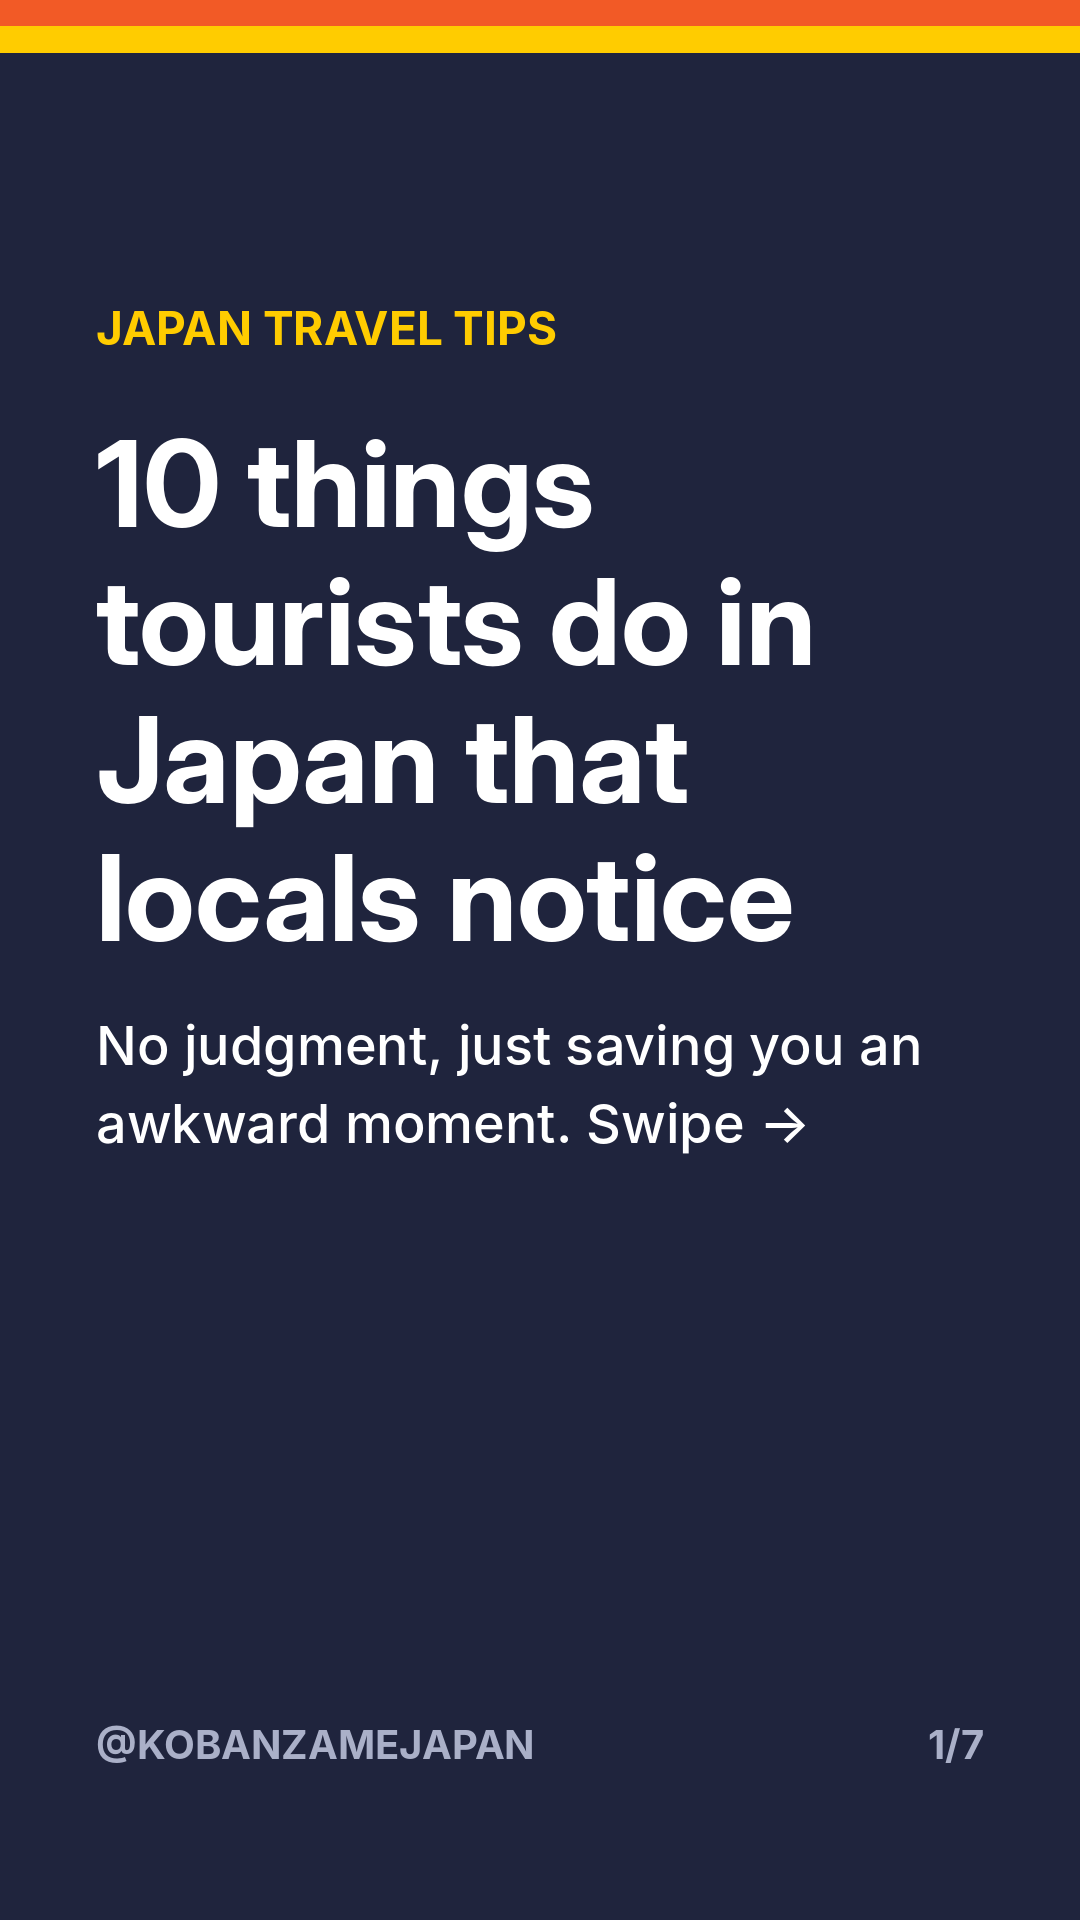 JAPAN TRAVEL TIPS
10 things
tourists do in
Japan that
locals notice
No judgment, just saving you an
awkward moment. Swipe →
@KOBANZAMEJAPAN
1/7